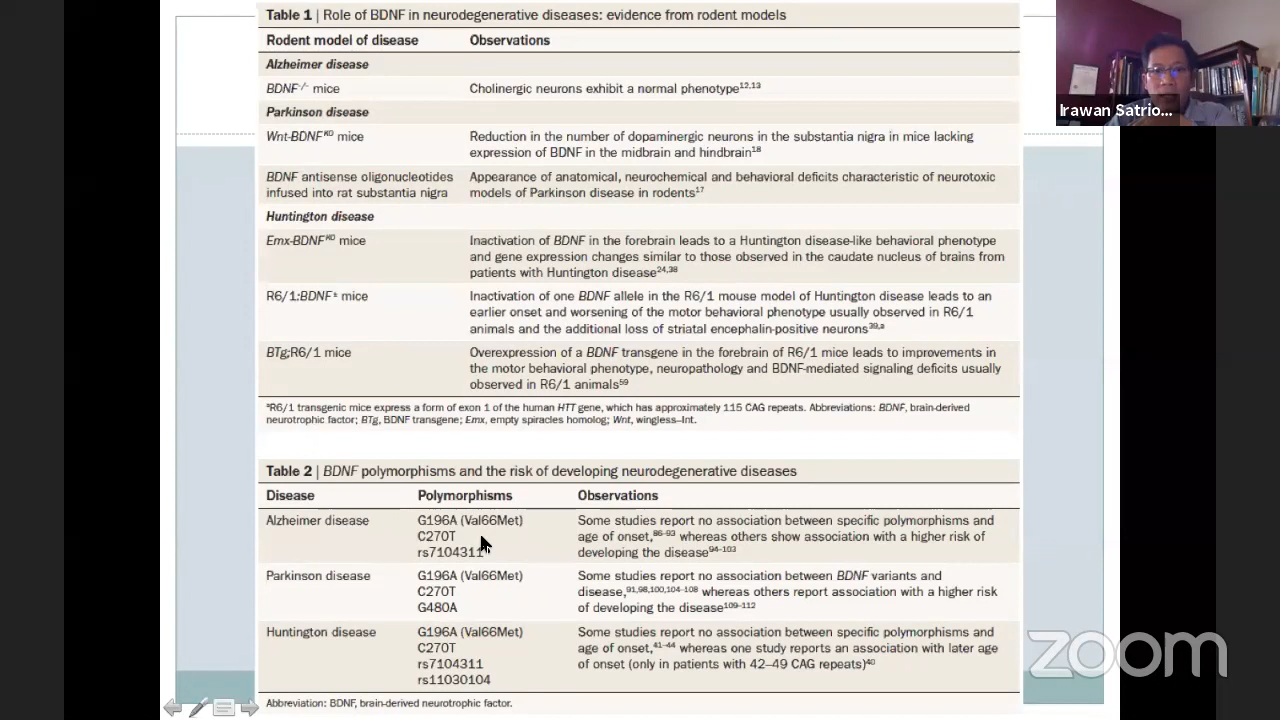 Table 1 | Role of BDNF in neurodegenerative diseases: evidence from rodent models
Rodent model of disease Observations
Alzheimer disease
BDNF-/- mice Cholinergic neurons exhibit a normal phenotype12,13
Parkinson disease
Wnt-BDNFKO mice Reduction in the number of dopaminergic neurons in the substantia nigra in mice lacking
expression of BDNF in the midbrain and hindbrain18
BDNF antisense oligonucleotides Appearance of anatomical, neurochemical and behavioral deficits characteristic of neurotoxic
infused into rat substantia nigra models of Parkinson disease in rodents17
Huntington disease
Emx-BDNFKO mice Inactivation of BDNF in the forebrain leads to a Huntington disease-like behavioral phenotype
and gene expression changes similar to those observed in the caudate nucleus of brains from
patients with Huntington disease24,38
R6/1:BDNF± mice Inactivation of one BDNF allele in the R6/1 mouse model of Huntington disease leads to an
earlier onset and worsening of the motor behavioral phenotype usually observed in R6/1
animals and the additional loss of striatal encephalin-positive neurons39,a
BTg;R6/1 mice Overexpression of a BDNF transgene in the forebrain of R6/1 mice leads to improvements in
the motor behavioral phenotype, neuropathology and BDNF-mediated signaling deficits usually
observed in R6/1 animals59
aR6/1 transgenic mice express a form of exon 1 of the human HTT gene, which has approximately 115 CAG repeats. Abbreviations: BDNF, brain-derived
neurotrophic factor; BTg, BDNF transgene; Emx, empty spiracles homolog; Wnt, wingless–Int.
Table 2 | BDNF polymorphisms and the risk of developing neurodegenerative diseases
Disease Polymorphisms Observations
Alzheimer disease G196A (Val66Met) Some studies report no association between specific polymorphisms and
C270T age of onset,86–93 whereas others show association with a higher risk of
rs7104311 developing the disease94–103
Parkinson disease G196A (Val66Met) Some studies report no association between BDNF variants and
C270T disease,91,98,100,104–108 whereas others report association with a higher risk
G480A of developing the disease109–112
Huntington disease G196A (Val66Met) Some studies report no association between specific polymorphisms and
C270T age of onset,41–44 whereas one study reports an association with later age
rs7104311 of onset (only in patients with 42–49 CAG repeats)40
rs11030104
Abbreviation: BDNF, brain-derived neurotrophic factor.
Irawan Satrio...
zoom